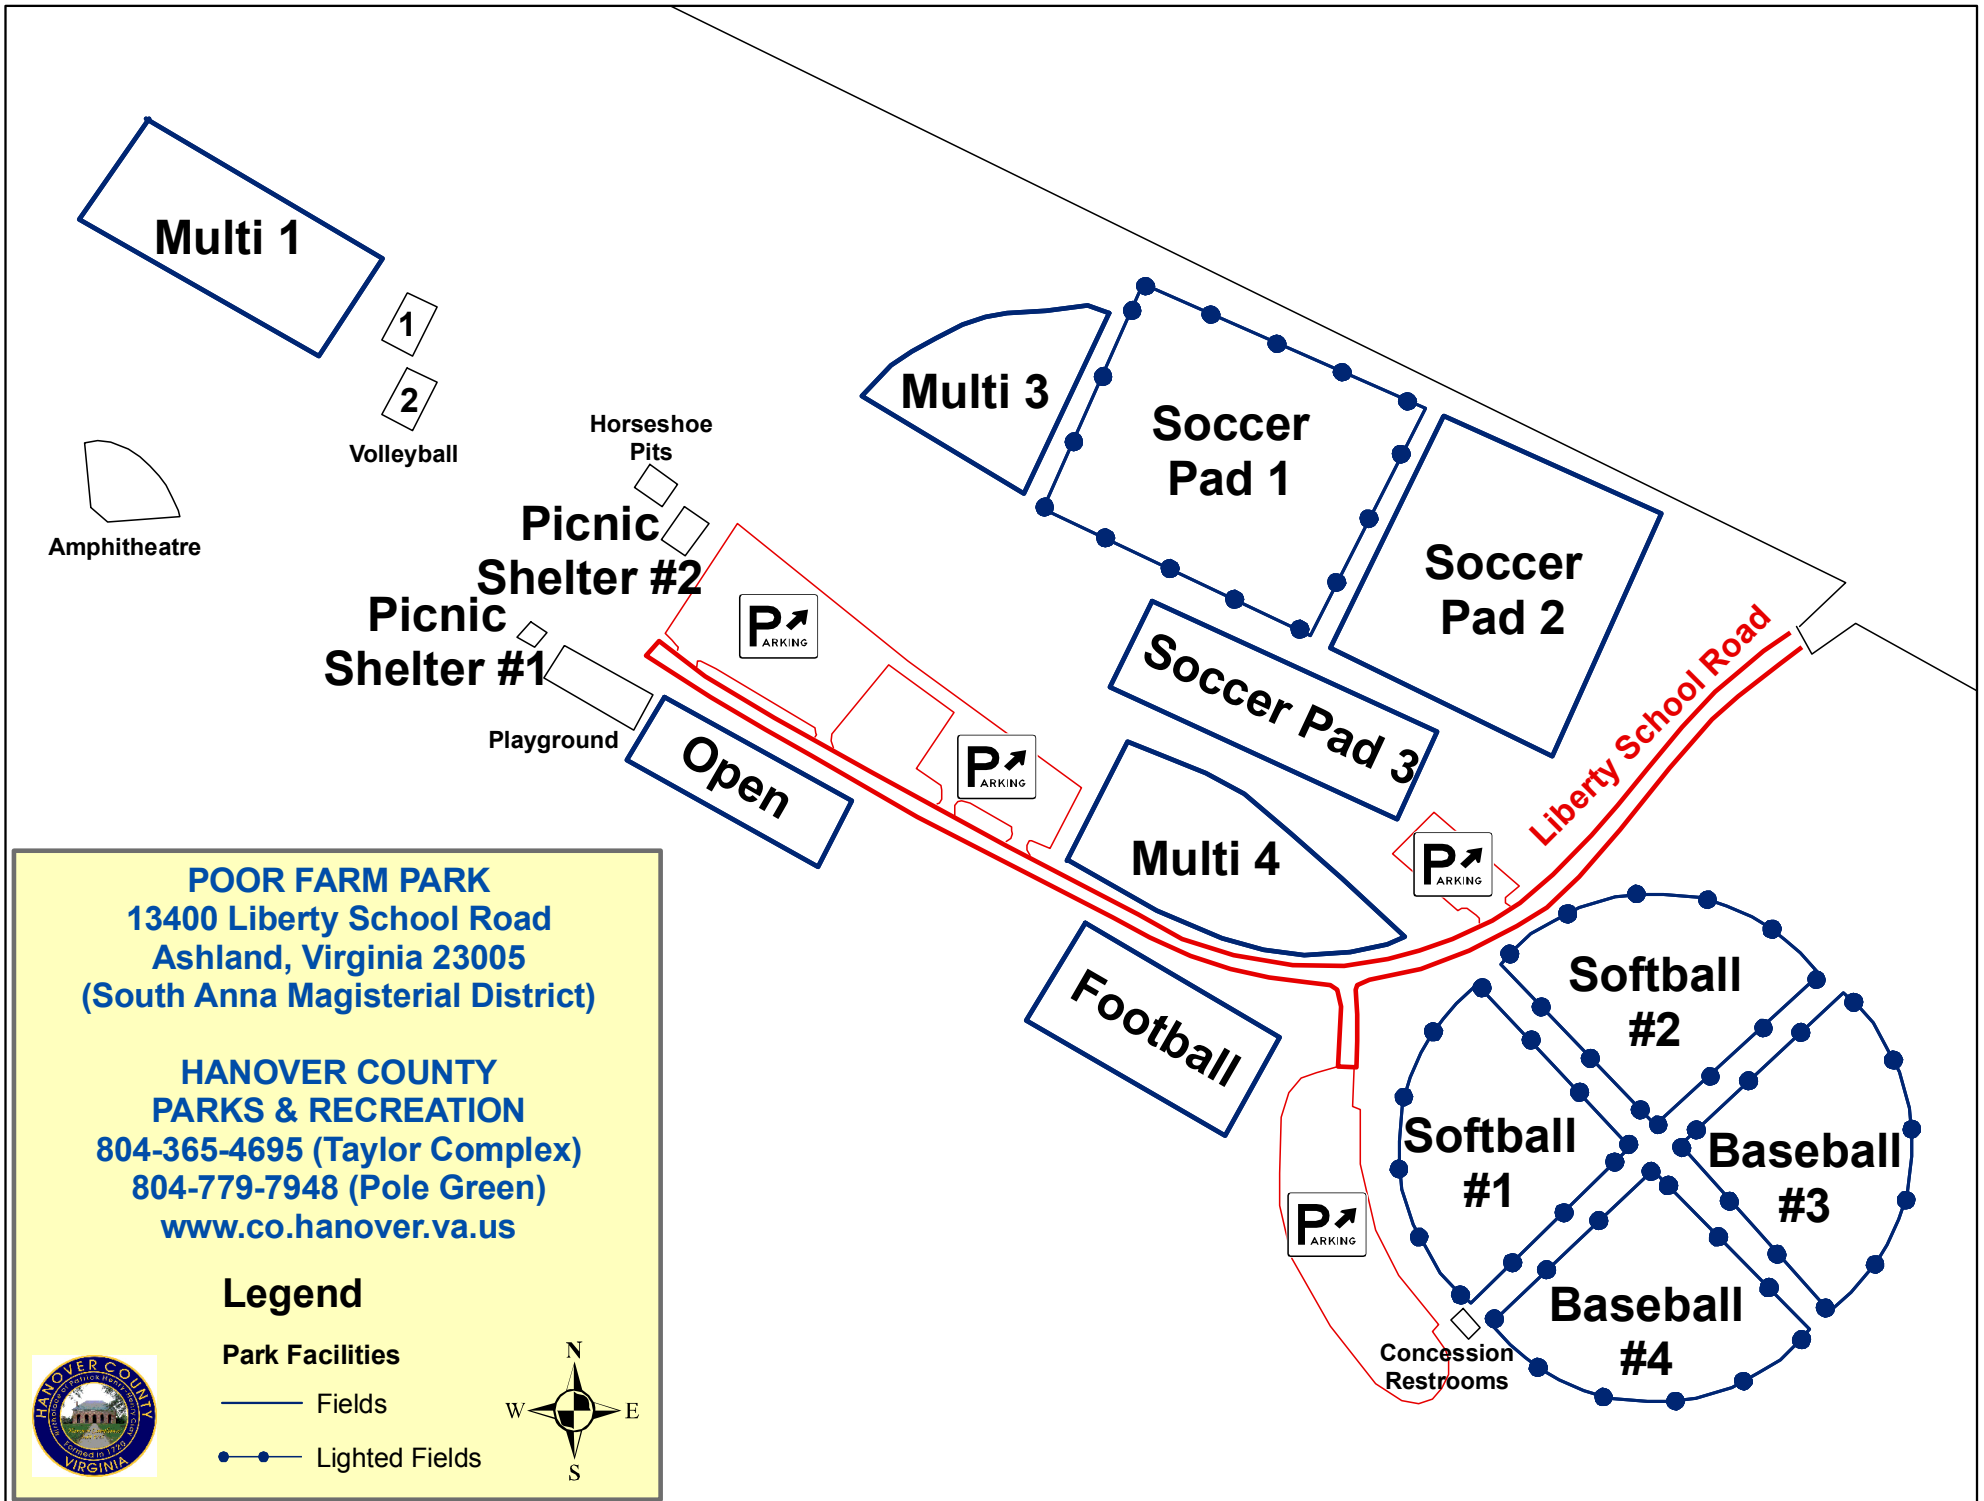 Multi 1
1
2
Volleyball
Amphitheatre
Horseshoe
Pits
Picnic
Shelter #2
Picnic
Shelter #1
Playground
Open
P
ARKING
P
ARKING
Multi 3
Soccer
Pad 1
Soccer
Pad 2
Soccer Pad 3
Liberty School Road
Multi 4
P
ARKING
Football
Softball
#2
Softball
#1
Baseball
#3
Baseball
#4
P
ARKING
Concession
Restrooms
POOR FARM PARK
13400 Liberty School Road
Ashland, Virginia 23005
(South Anna Magisterial District)
HANOVER COUNTY
PARKS & RECREATION
804-365-4695 (Taylor Complex)
804-779-7948 (Pole Green)
www.co.hanover.va.us
Legend
Park Facilities
Fields
Lighted Fields
N
W
E
S
HANOVER COUNTY
VIRGINIA